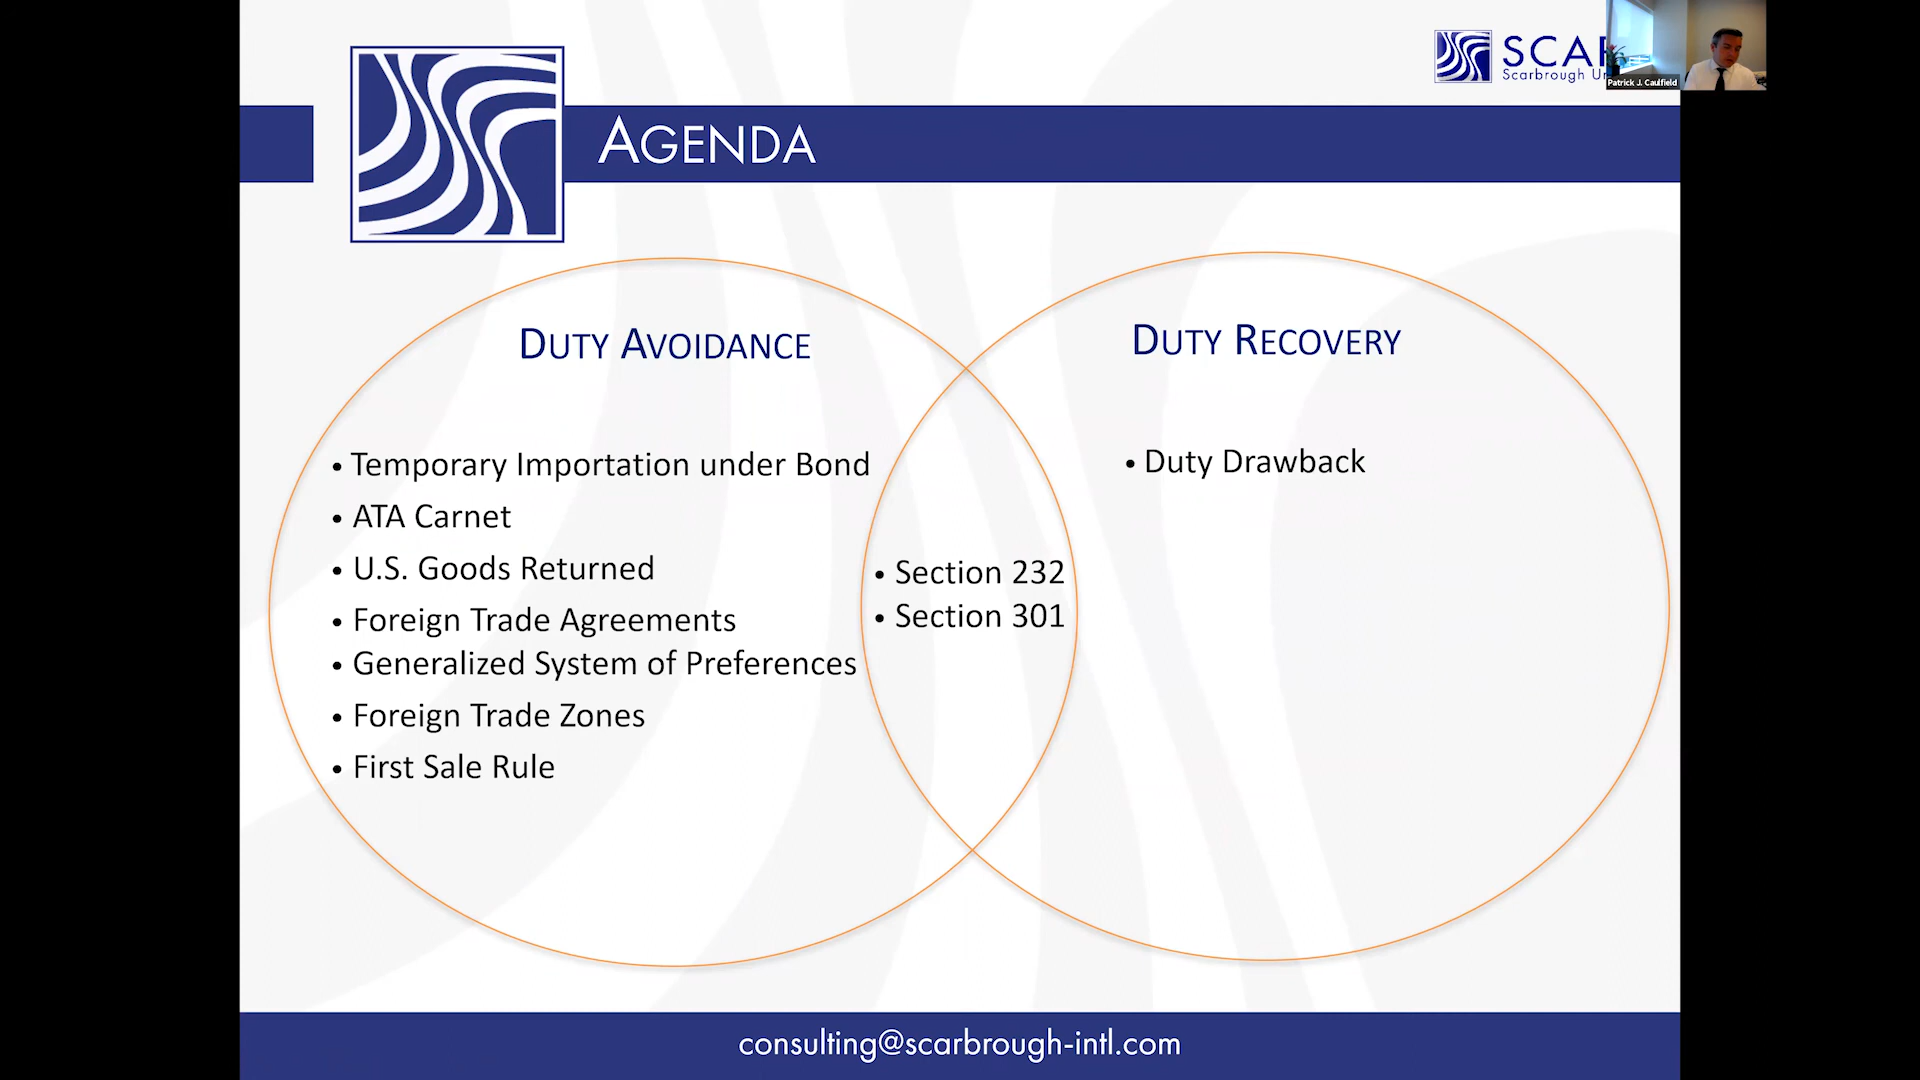 SCAR
Scarbrough Un
Patrick J. Caulfield
AGENDA
DUTY AVOIDANCE
• Temporary Importation under Bond
• ATA Carnet
• U.S. Goods Returned
• Foreign Trade Agreements
• Generalized System of Preferences
• Foreign Trade Zones
• First Sale Rule
• Section 232
• Section 301
DUTY RECOVERY
• Duty Drawback
consulting@scarbrough-intl.com